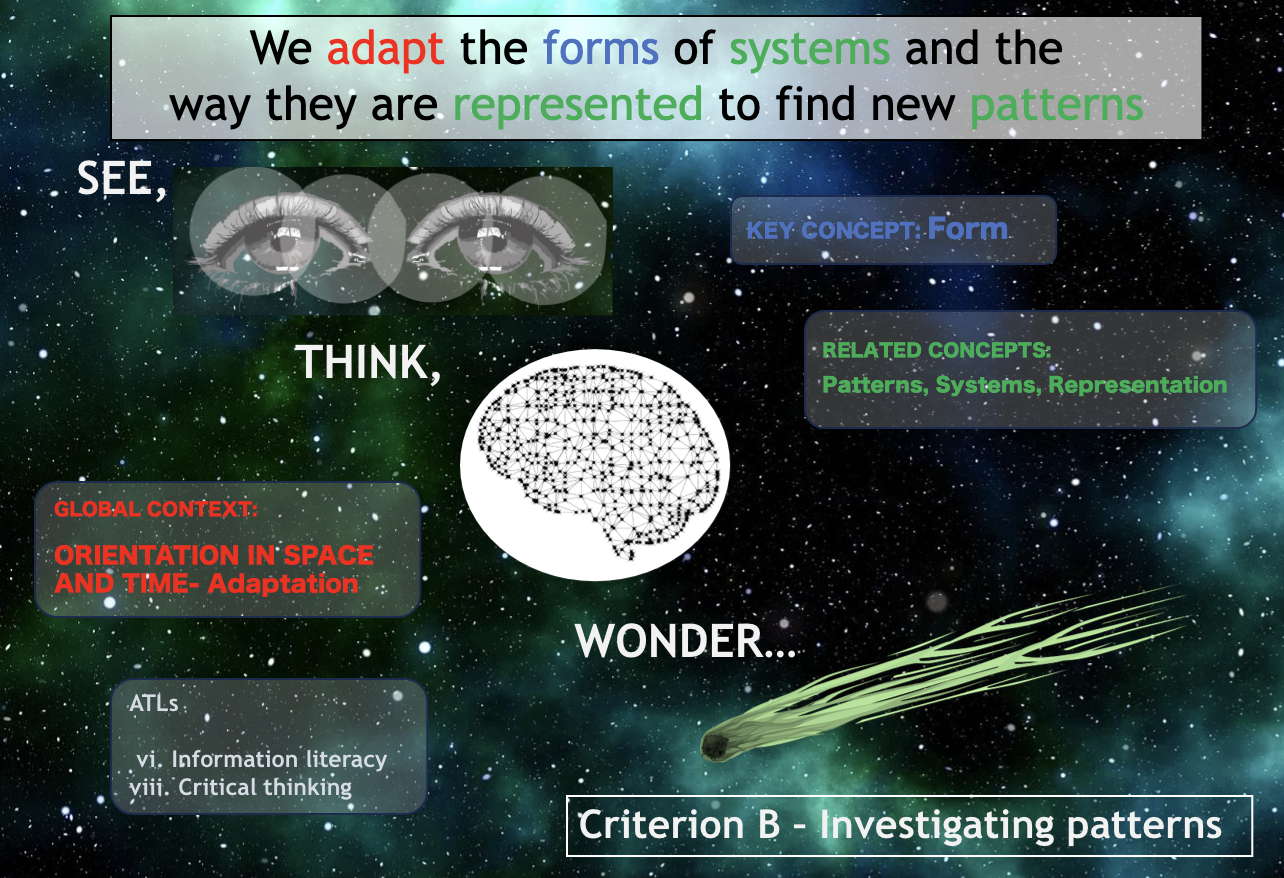 We adapt the forms of systems and the
way they are represented to find new patterns
SEE,
KEY CONCEPT: Form
THINK,
RELATED CONCEPTS:
Patterns, Systems, Representation
GLOBAL CONTEXT:
ORIENTATION IN SPACE
AND TIME- Adaptation
WONDER...
ATLs
vi. Information literacy
viii. Critical thinking
Criterion B – Investigating patterns